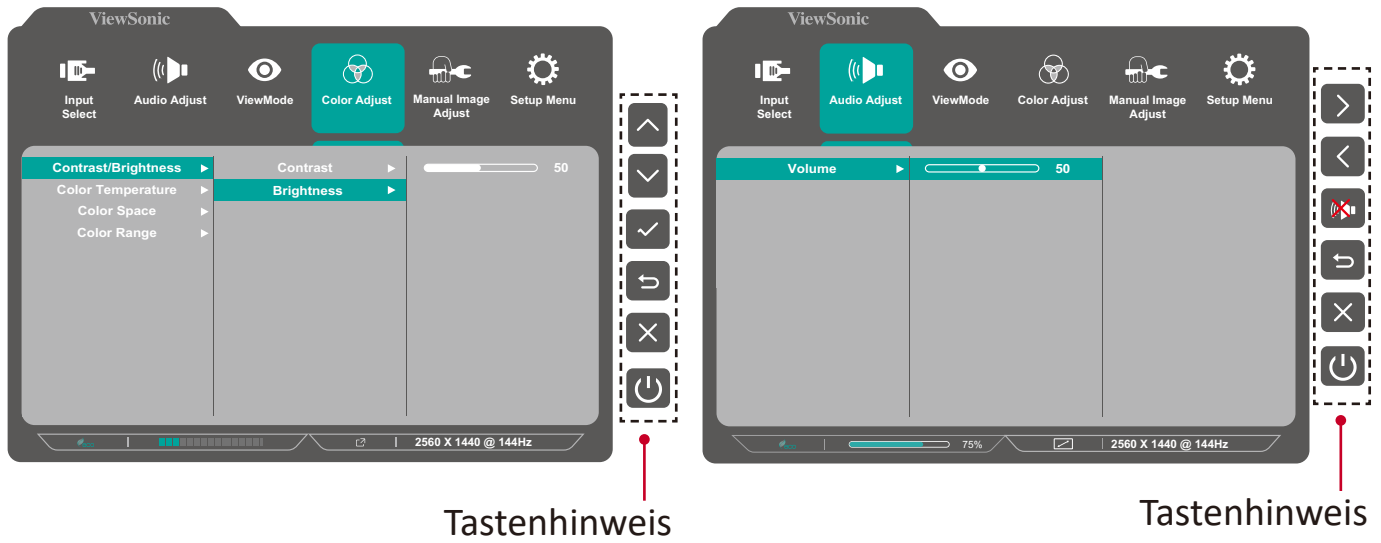 ViewSonic
Input
Select
Audio Adjust
ViewMode
Color Adjust
Manual Image
Adjust
Setup Menu
Contrast/Brightness
Color Temperature
Color Space
Color Range
Contrast
Brightness
50
2560 X 1440 @ 144Hz
Tastenhinweis
ViewSonic
Input
Select
Audio Adjust
ViewMode
Color Adjust
Manual Image
Adjust
Setup Menu
Volume
50
75%
2560 X 1440 @ 144Hz
Tastenhinweis